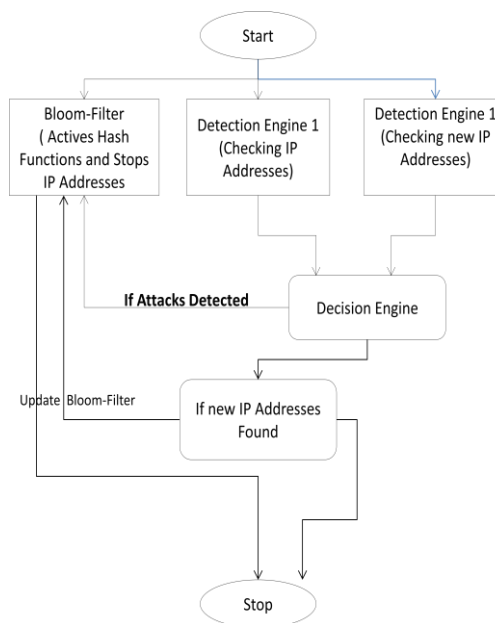 Start
Bloom-Filter
( Actives Hash
Functions and Stops
IP Addresses
Detection Engine 1
(Checking IP
Addresses)
Detection Engine 1
(Checking new IP
Addresses)
If Attacks Detected
Decision Engine
Update Bloom-Filter
If new IP Addresses
Found
Stop